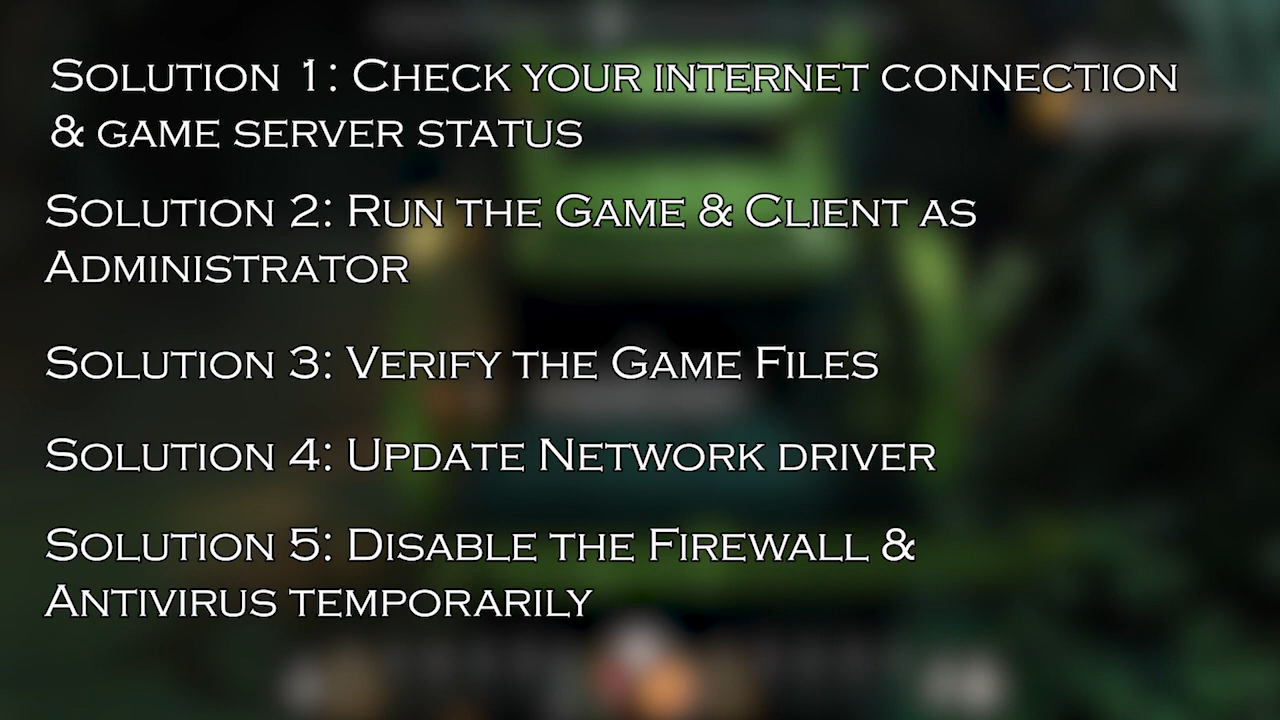 Solution 1: Check your internet connection
& game server status
Solution 2: Run the Game & Client as
Administrator
Solution 3: Verify the Game Files
Solution 4: Update Network driver
Solution 5: Disable the Firewall &
Antivirus temporarily